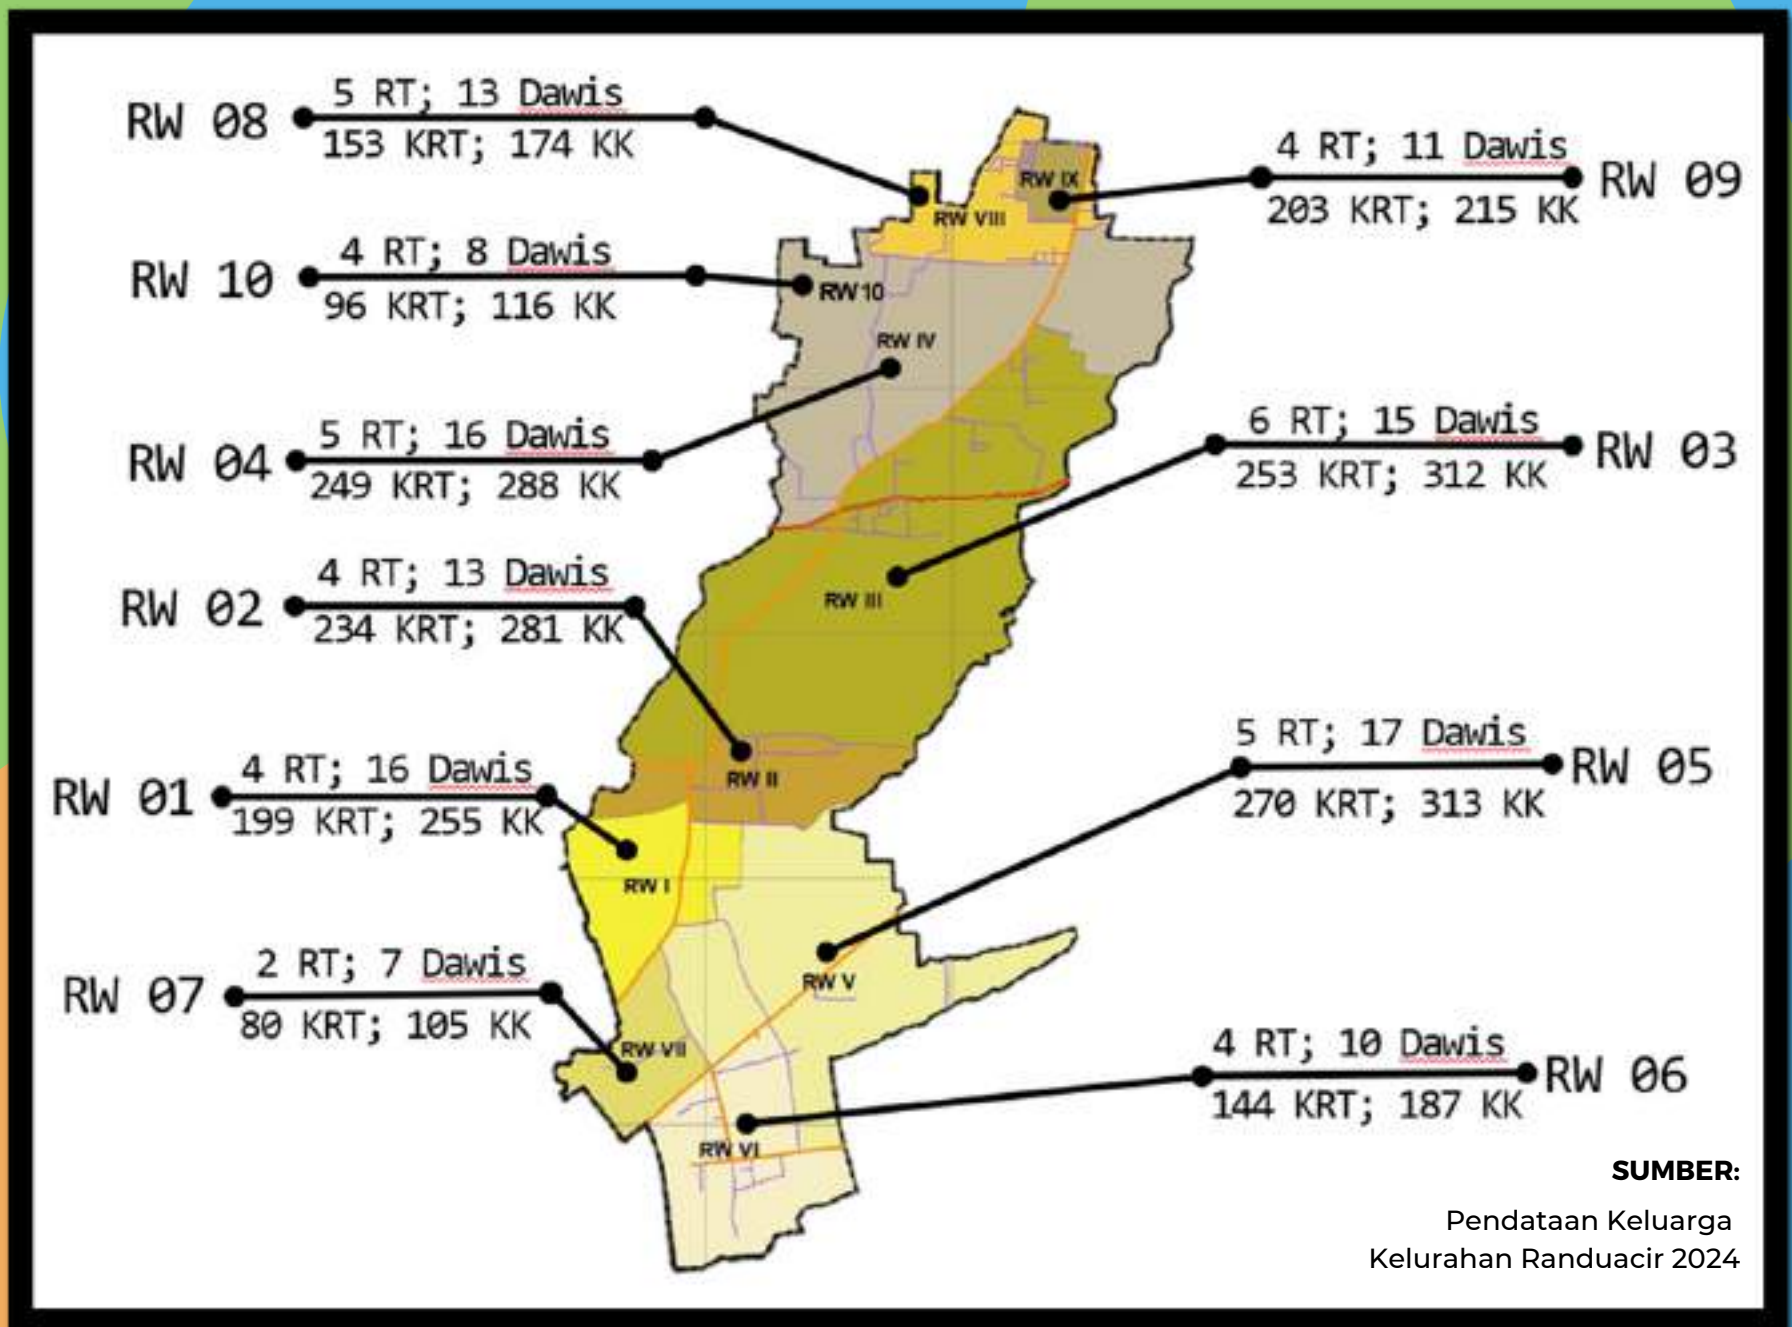 RW 08
5 RT; 13 Dawis
153 KRT; 174 KK
4 RT; 11 Dawis
203 KRT; 215 KK
RW 09
RW IX
RW VIII
RW 10
4 RT; 8 Dawis
96 KRT; 116 KK
RW 10
RW IV
RW 04
5 RT; 16 Dawis
249 KRT; 288 KK
6 RT; 15 Dawis
253 KRT; 312 KK
RW 03
RW III
RW 02
4 RT; 13 Dawis
234 KRT; 281 KK
RW II
RW 01
4 RT; 16 Dawis
199 KRT; 255 KK
RW I
5 RT; 17 Dawis
270 KRT; 313 KK
RW 05
RW V
RW 07
2 RT; 7 Dawis
80 KRT; 105 KK
RW VII
4 RT; 10 Dawis
144 KRT; 187 KK
RW 06
RW VI
SUMBER:
Pendataan Keluarga
Kelurahan Randuacir 2024